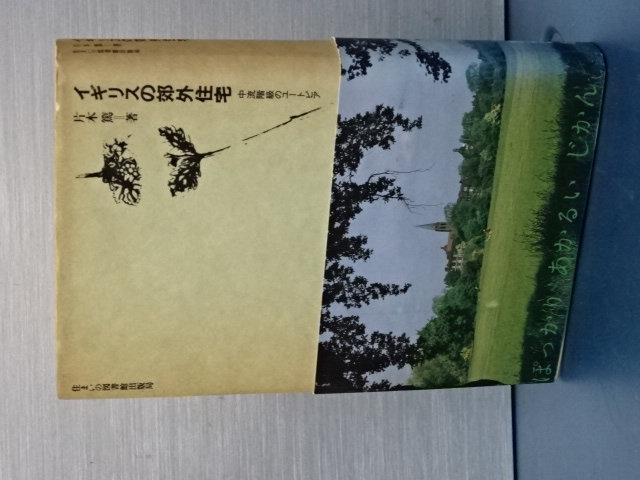 イギリスの郊外住宅
中流階級のユートピア
片木篤＝著
住まいの図書館出版局
ぽっかりあかるいじかん